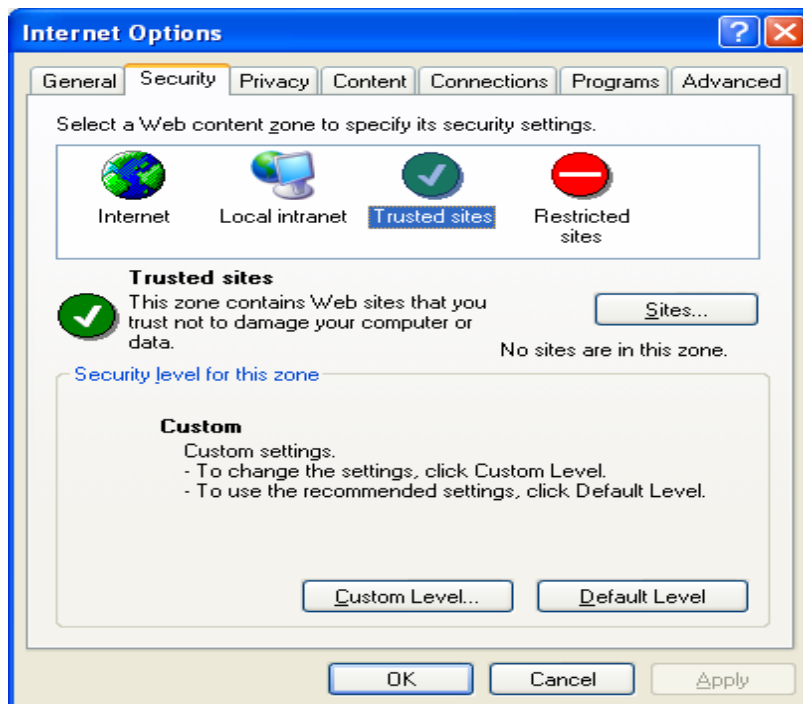 Internet Options
General Security Privacy Content Connections Programs Advanced
Select a Web content zone to specify its security settings.
Internet Local intranet Trusted sites Restricted sites
Trusted sites
This zone contains Web sites that you
trust not to damage your computer or
data.
Sites...
No sites are in this zone.
Security level for this zone
Custom
Custom settings.
- To change the settings, click Custom Level.
- To use the recommended settings, click Default Level.
Custom Level... Default Level
OK Cancel Apply